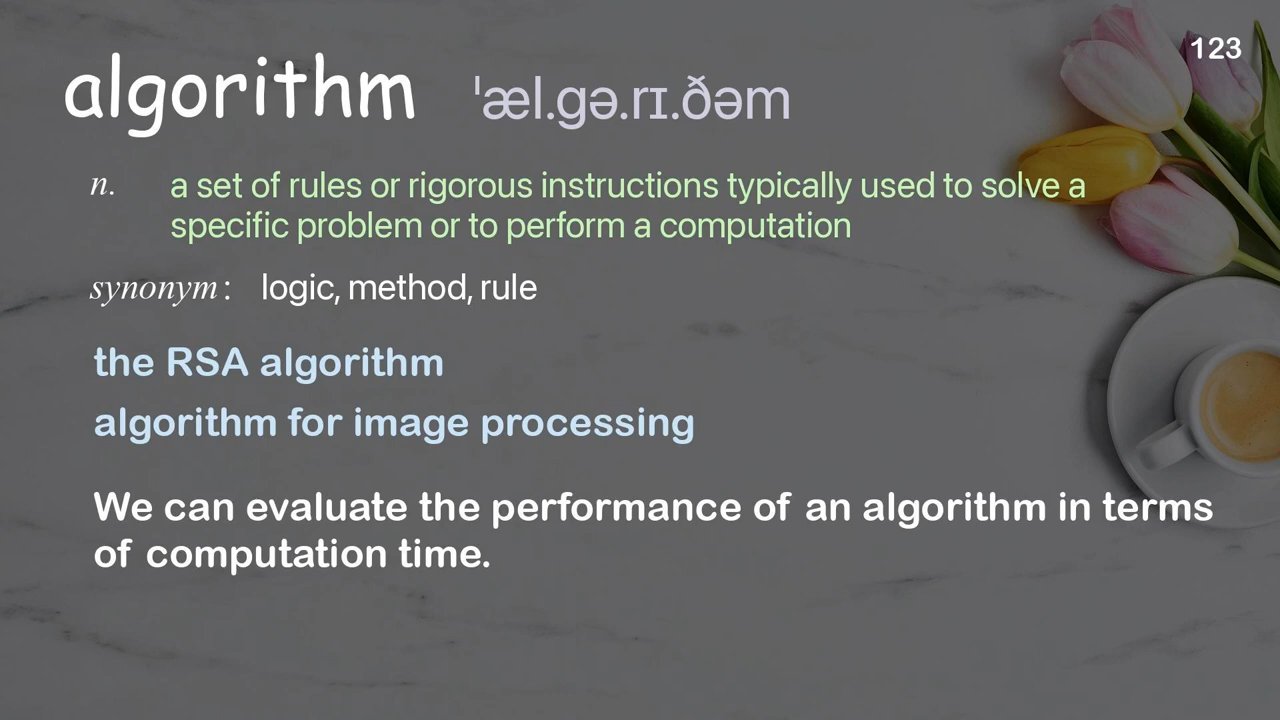 123
algorithm ˈæl.gə.rɪ.ðəm
n. a set of rules or rigorous instructions typically used to solve a
specific problem or to perform a computation
synonym: logic, method, rule
the RSA algorithm
algorithm for image processing
We can evaluate the performance of an algorithm in terms
of computation time.